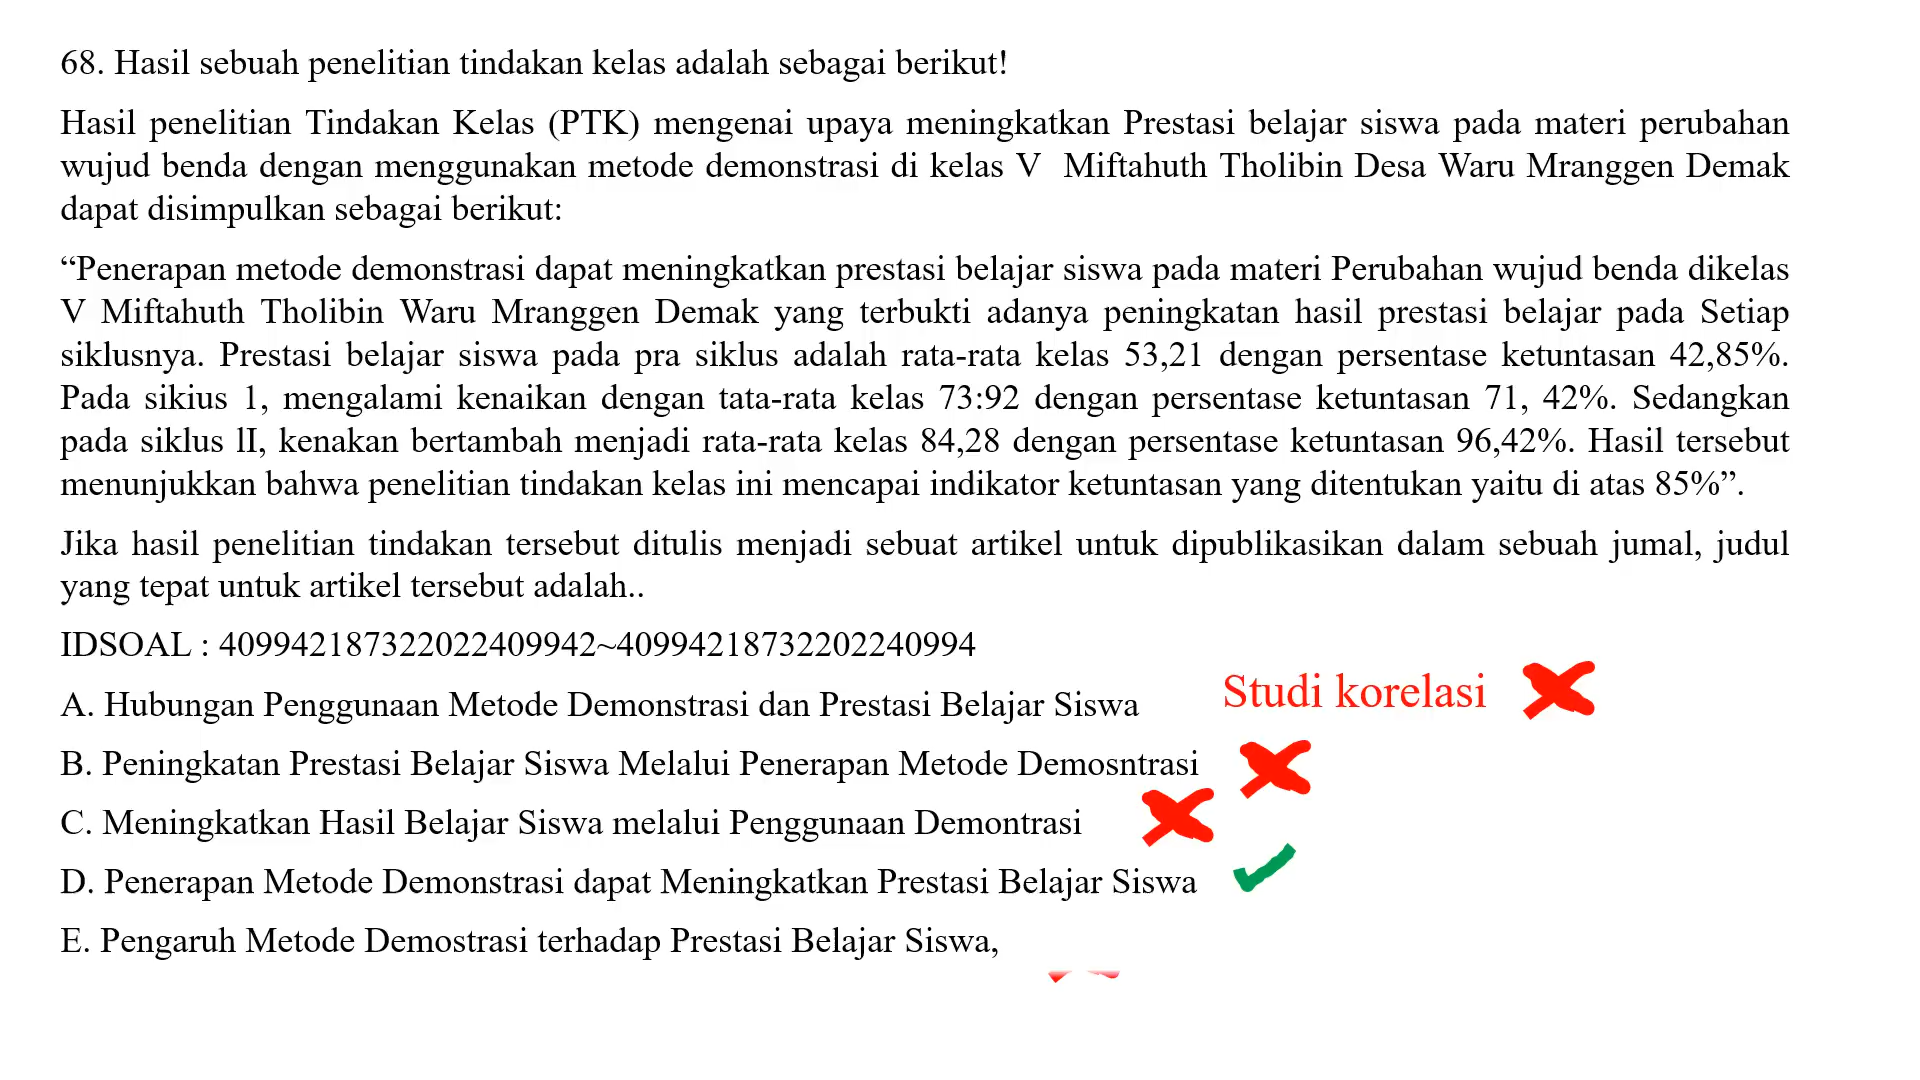 68. Hasil sebuah penelitian tindakan kelas adalah sebagai berikut!
Hasil penelitian Tindakan Kelas (PTK) mengenai upaya meningkatkan Prestasi belajar siswa pada materi perubahan
wujud benda dengan menggunakan metode demonstrasi di kelas V Miftahuth Tholibin Desa Waru Mranggen Demak
dapat disimpulkan sebagai berikut:
“Penerapan metode demonstrasi dapat meningkatkan prestasi belajar siswa pada materi Perubahan wujud benda dikelas
V Miftahuth Tholibin Waru Mranggen Demak yang terbukti adanya peningkatan hasil prestasi belajar pada Setiap
siklusnya. Prestasi belajar siswa pada pra siklus adalah rata-rata kelas 53,21 dengan persentase ketuntasan 42,85%.
Pada sikius 1, mengalami kenaikan dengan tata-rata kelas 73:92 dengan persentase ketuntasan 71, 42%. Sedangkan
pada siklus lI, kenakan bertambah menjadi rata-rata kelas 84,28 dengan persentase ketuntasan 96,42%. Hasil tersebut
menunjukkan bahwa penelitian tindakan kelas ini mencapai indikator ketuntasan yang ditentukan yaitu di atas 85%”.
Jika hasil penelitian tindakan tersebut ditulis menjadi sebuat artikel untuk dipublikasikan dalam sebuah jumal, judul
yang tepat untuk artikel tersebut adalah..
IDSOAL : 409942187322022409942~40994218732202240994
A. Hubungan Penggunaan Metode Demonstrasi dan Prestasi Belajar Siswa
Studi korelasi
B. Peningkatan Prestasi Belajar Siswa Melalui Penerapan Metode Demosntrasi
C. Meningkatkan Hasil Belajar Siswa melalui Penggunaan Demontrasi
D. Penerapan Metode Demonstrasi dapat Meningkatkan Prestasi Belajar Siswa
E. Pengaruh Metode Demostrasi terhadap Prestasi Belajar Siswa,